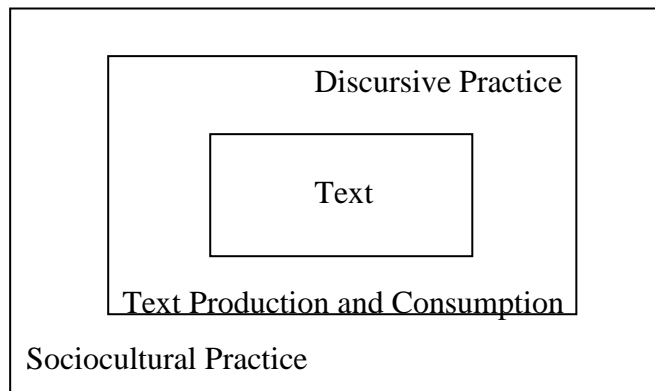 Discursive Practice
Text
Text Production and Consumption
Sociocultural Practice